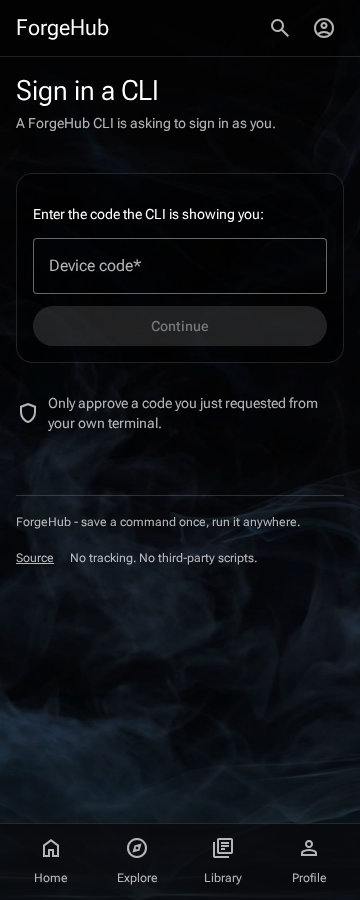 ForgeHub
Sign in a CLI
A ForgeHub CLI is asking to sign in as you.
Enter the code the CLI is showing you:
Device code*
Continue
Only approve a code you just requested from
your own terminal.
ForgeHub - save a command once, run it anywhere.
Source No tracking. No third-party scripts.
Home Explore Library Profile